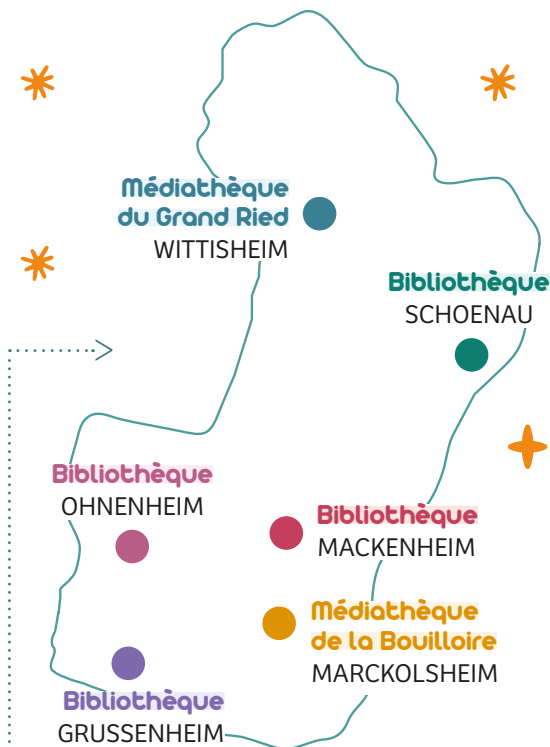 Médiathèque
du Grand Ried
WITTISHEIM
Bibliothèque
SCHOENAU
Bibliothèque
OHNENHEIM
Bibliothèque
MACKENHEIM
Médiathèque
de la Bouilloire
MARCKOLSHEIM
Bibliothèque
GRUSSENHEIM